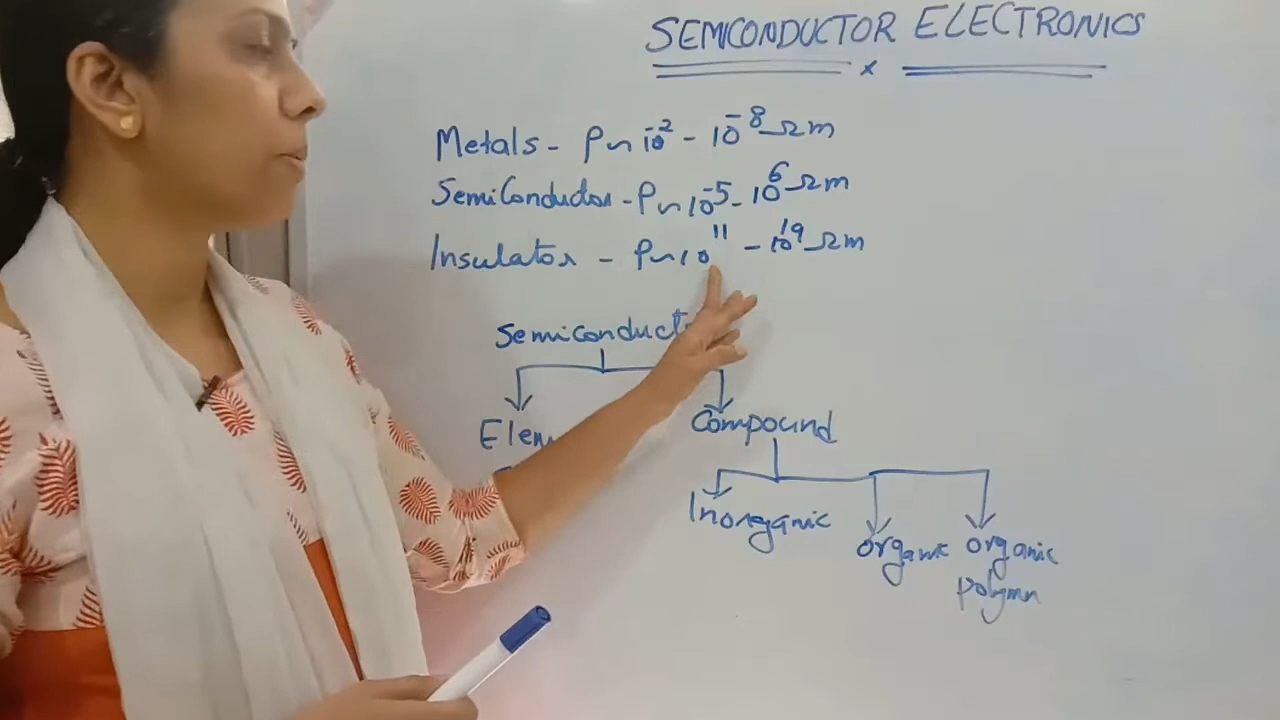 SEMICONDUCTOR ELECTRONICS
x
Metals - ρ ~ 10⁻² - 10⁻⁸ Ωm
SemiConductor - ρ ~ 10⁻⁵ - 10⁶ Ωm
Insulator - ρ ~ 10¹¹ - 10¹⁹ Ωm
Semiconduct
Elem Compound
Inorganic
organic organic